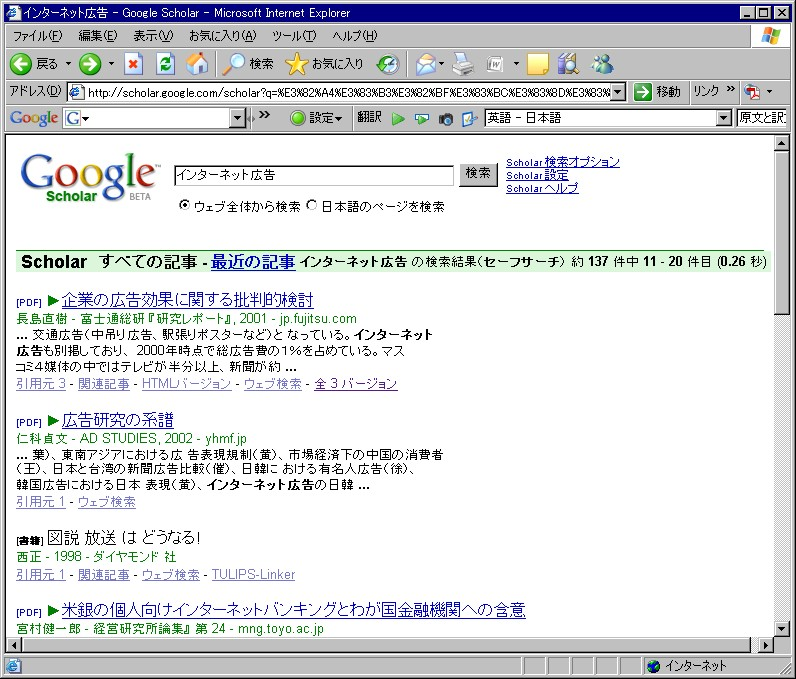 インターネット広告 - Google Scholar - Microsoft Internet Explorer
ファイル(F) 編集(E) 表示(V) お気に入り(A) ツール(T) ヘルプ(H)
戻る 検索 お気に入り
アドレス(D) http://scholar.google.com/scholar?q=%E3%82%A4%E3%83%B3%E3%82%BF%E3%83%BC%E3%83%8D%E3%83% 移動 リンク »
Google G » 設定 翻訳 英語 - 日本語 原文と訳
Google Scholar BETA ™
インターネット広告 検索
Scholar 検索オプション
Scholar 設定
Scholar ヘルプ
ウェブ全体から検索 日本語のページを検索
Scholar すべての記事 - 最近の記事 インターネット広告 の検索結果(セーフサーチ) 約 137 件中 11 - 20 件目 (0.26 秒)
[PDF] ►企業の広告効果に関する批判的検討
長島直樹 - 富士通総研『研究レポート』, 2001 - jp.fujitsu.com
... 交通広告(中吊り広告、駅張りポスターなど)と なっている。インターネット
広告も別掲しており、 2000年時点で総広告費の1%を占めている。マス
コミ4媒体の中ではテレビが半分以上、新聞が約 ...
引用元 3 - 関連記事 - HTMLバージョン - ウェブ検索 - 全 3 バージョン
[PDF] ►広告研究の系譜
仁科貞文 - AD STUDIES, 2002 - yhmf.jp
... 葉)、東南アジアにおける広 告表現規制(黄)、市場経済下の中国の消費者
(王)、日本と台湾の新聞広告比較(催)、日韓に おける有名人広告(徐)、
韓国広告における日本 表現(黄)、インターネット広告の日韓 ...
引用元 1 - ウェブ検索
[書籍] 図説 放送 は どうなる!
西正 - 1998 - ダイヤモンド 社
引用元 1 - 関連記事 - ウェブ検索 - TULIPS-Linker
[PDF] ►米銀の個人向けインターネットバンキングとわが国金融機関への含意
宮村健一郎 - 経営研究所論集』 第 24 - mng.toyo.ac.jp
インターネット